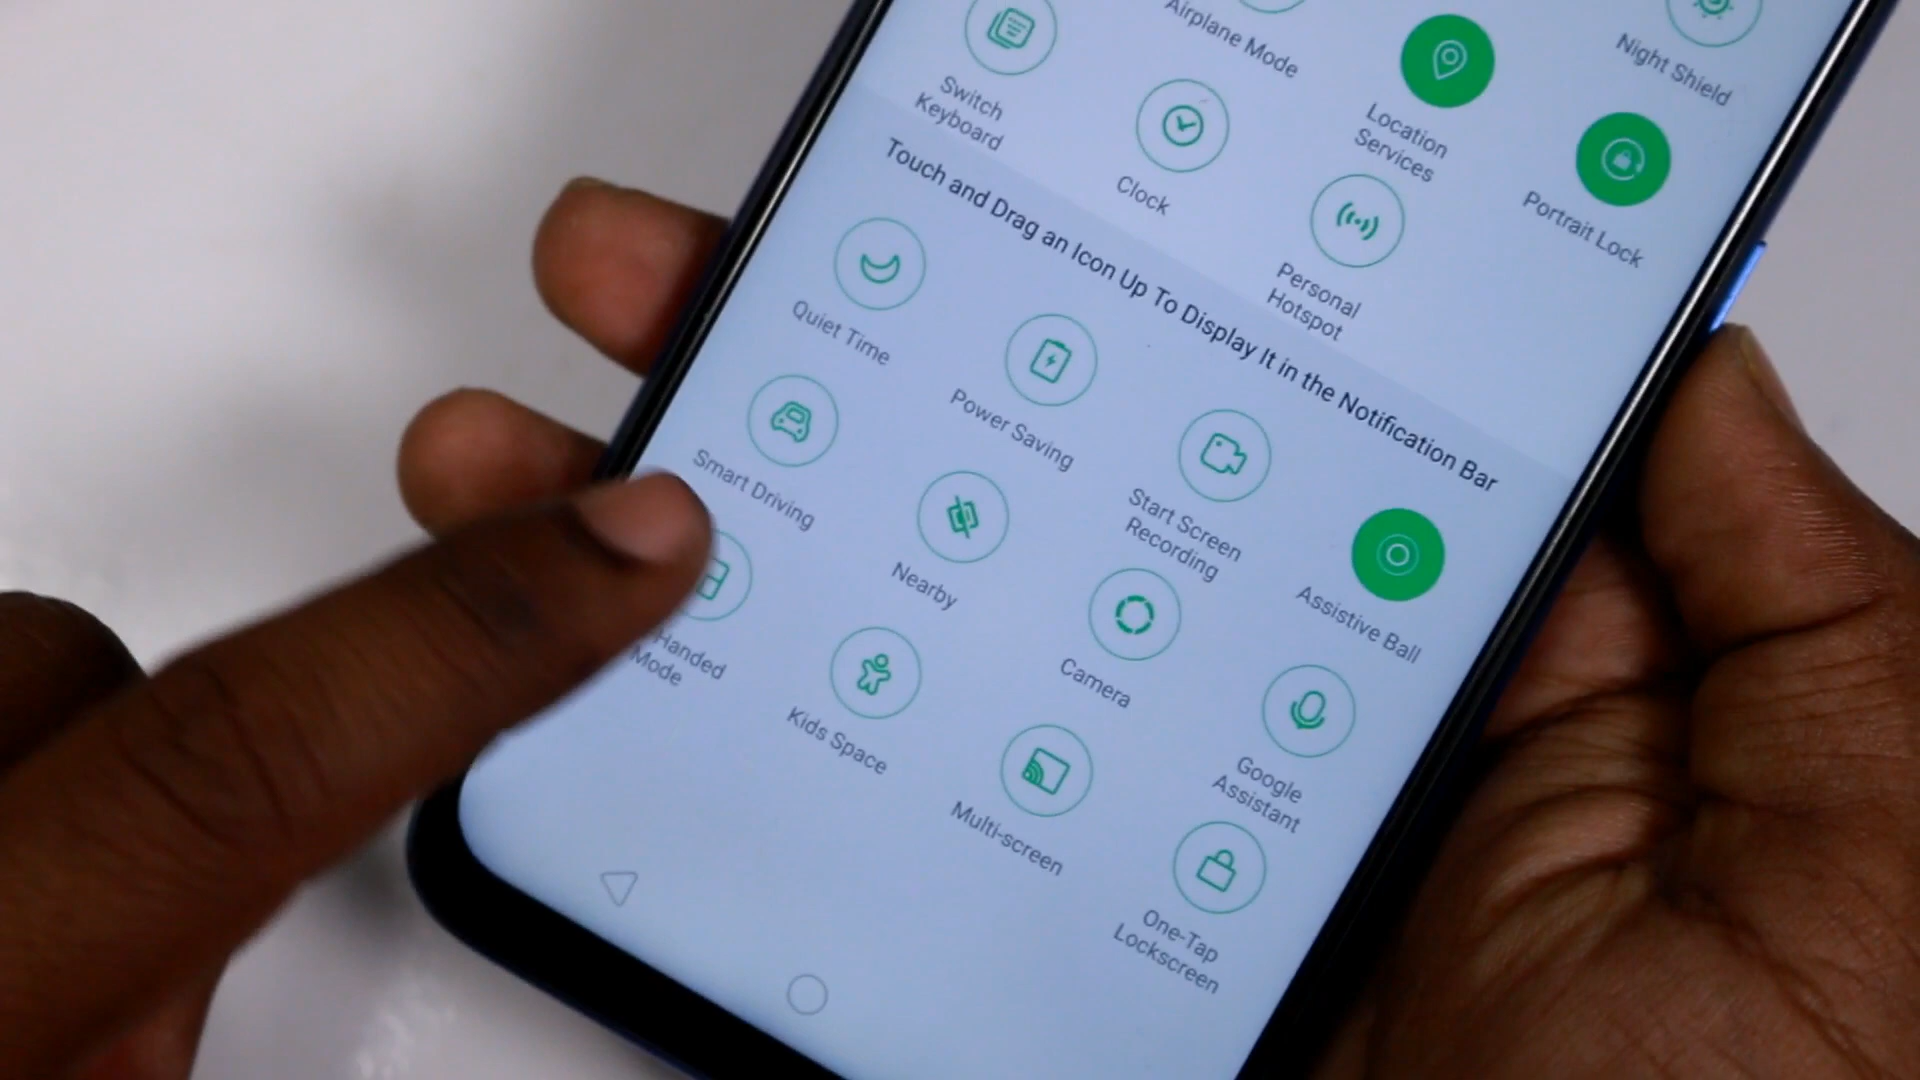 Airplane Mode
Night Shield
Switch
Keyboard
Clock
Location
Services
Portrait Lock
Personal
Hotspot
Touch and Drag an Icon Up To Display It in the Notification Bar
Quiet Time
Power Saving
Start Screen
Recording
Assistive Ball
Smart Driving
Nearby
Camera
Google
Assistant
Handed
Mode
Kids Space
Multi-screen
One-Tap
Lockscreen